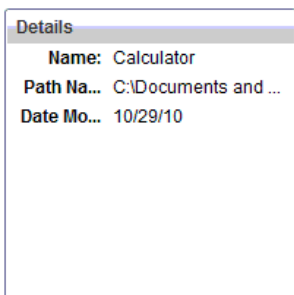 Details
Name: Calculator
Path Na... C:\Documents and ...
Date Mo... 10/29/10